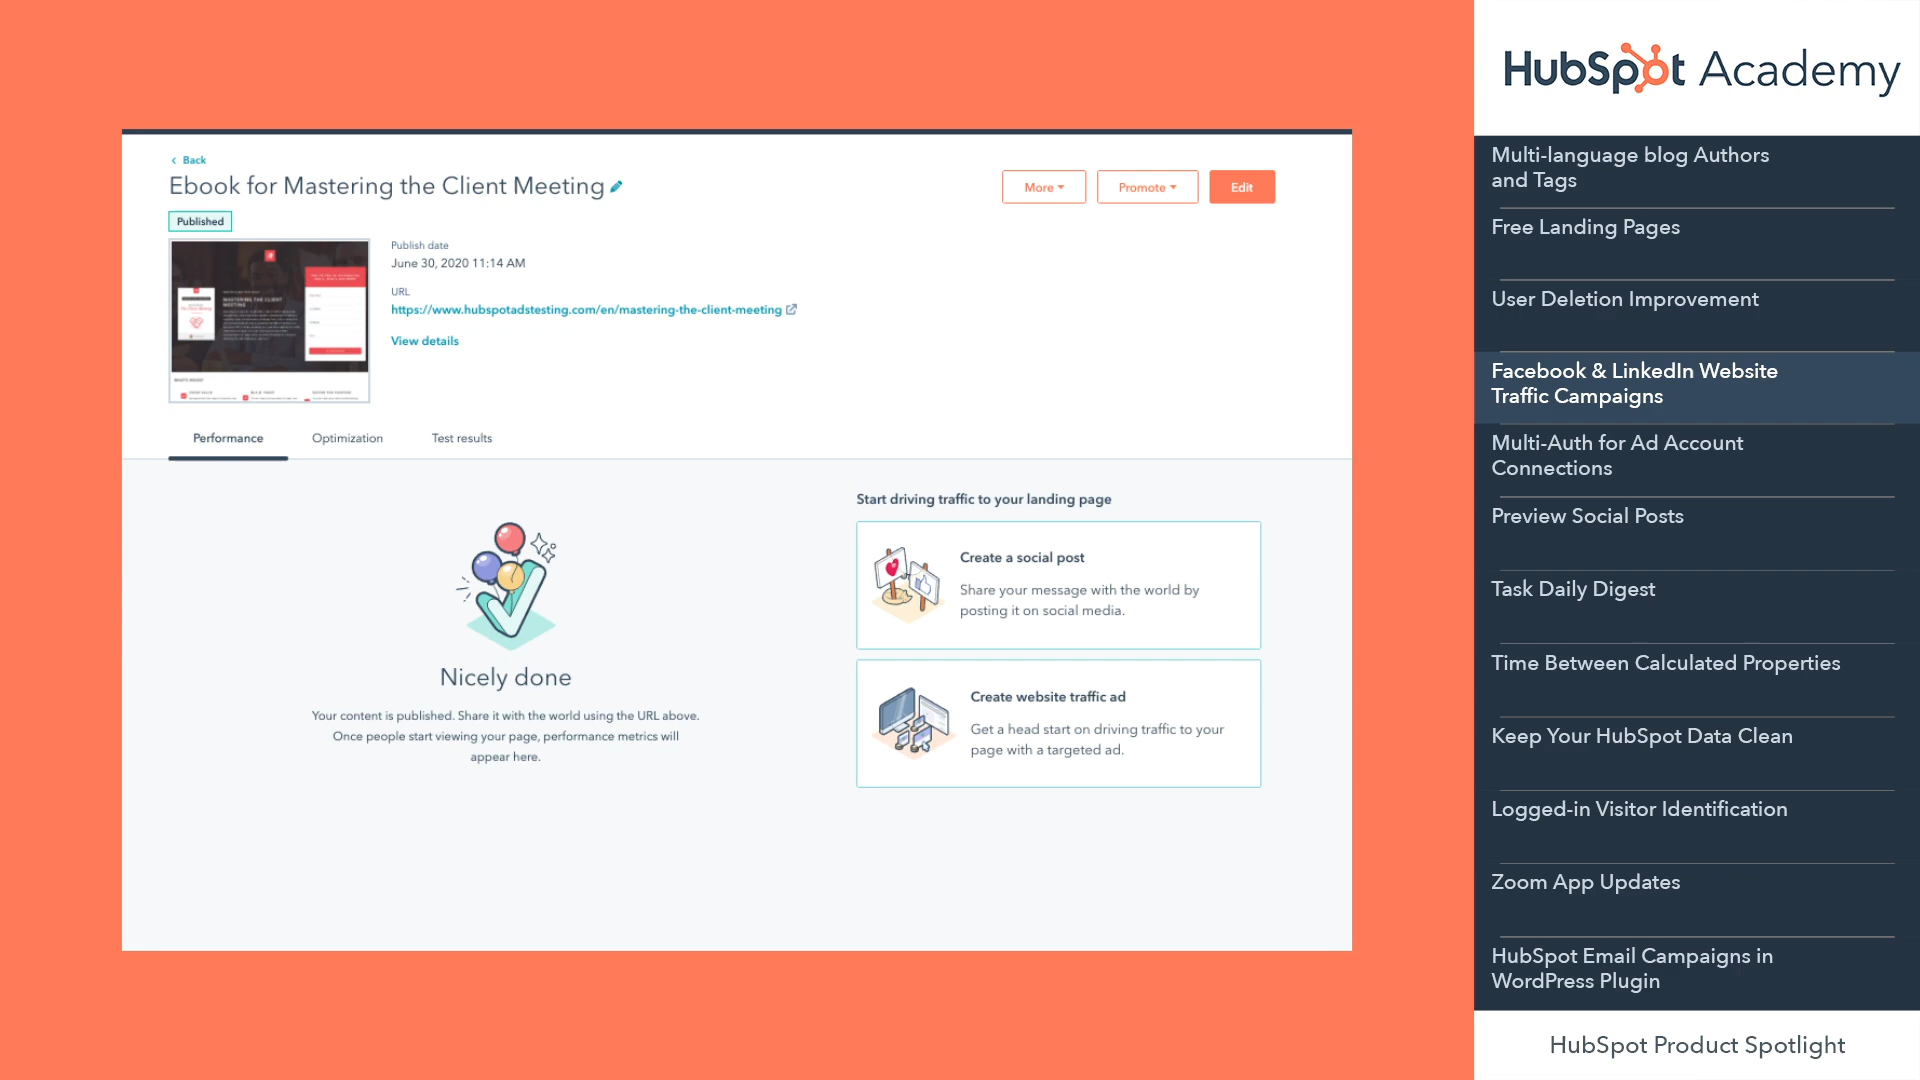 Back
Ebook for Mastering the Client Meeting
More
Promote
Edit
Published
MASTERING THE CLIENT
MEETING
Publish date
June 30, 2020 11:14 AM
URL
https://www.hubspotadstesting.com/en/mastering-the-client-meeting
View details
Performance
Optimization
Test results
Nicely done
Your content is published. Share it with the world using the URL above.
Once people start viewing your page, performance metrics will
appear here.
Start driving traffic to your landing page
Create a social post
Share your message with the world by
posting it on social media.
Create website traffic ad
Get a head start on driving traffic to your
page with a targeted ad.
HubSpot Academy
Multi-language blog Authors
and Tags
Free Landing Pages
User Deletion Improvement
Facebook & LinkedIn Website
Traffic Campaigns
Multi-Auth for Ad Account
Connections
Preview Social Posts
Task Daily Digest
Time Between Calculated Properties
Keep Your HubSpot Data Clean
Logged-in Visitor Identification
Zoom App Updates
HubSpot Email Campaigns in
WordPress Plugin
HubSpot Product Spotlight